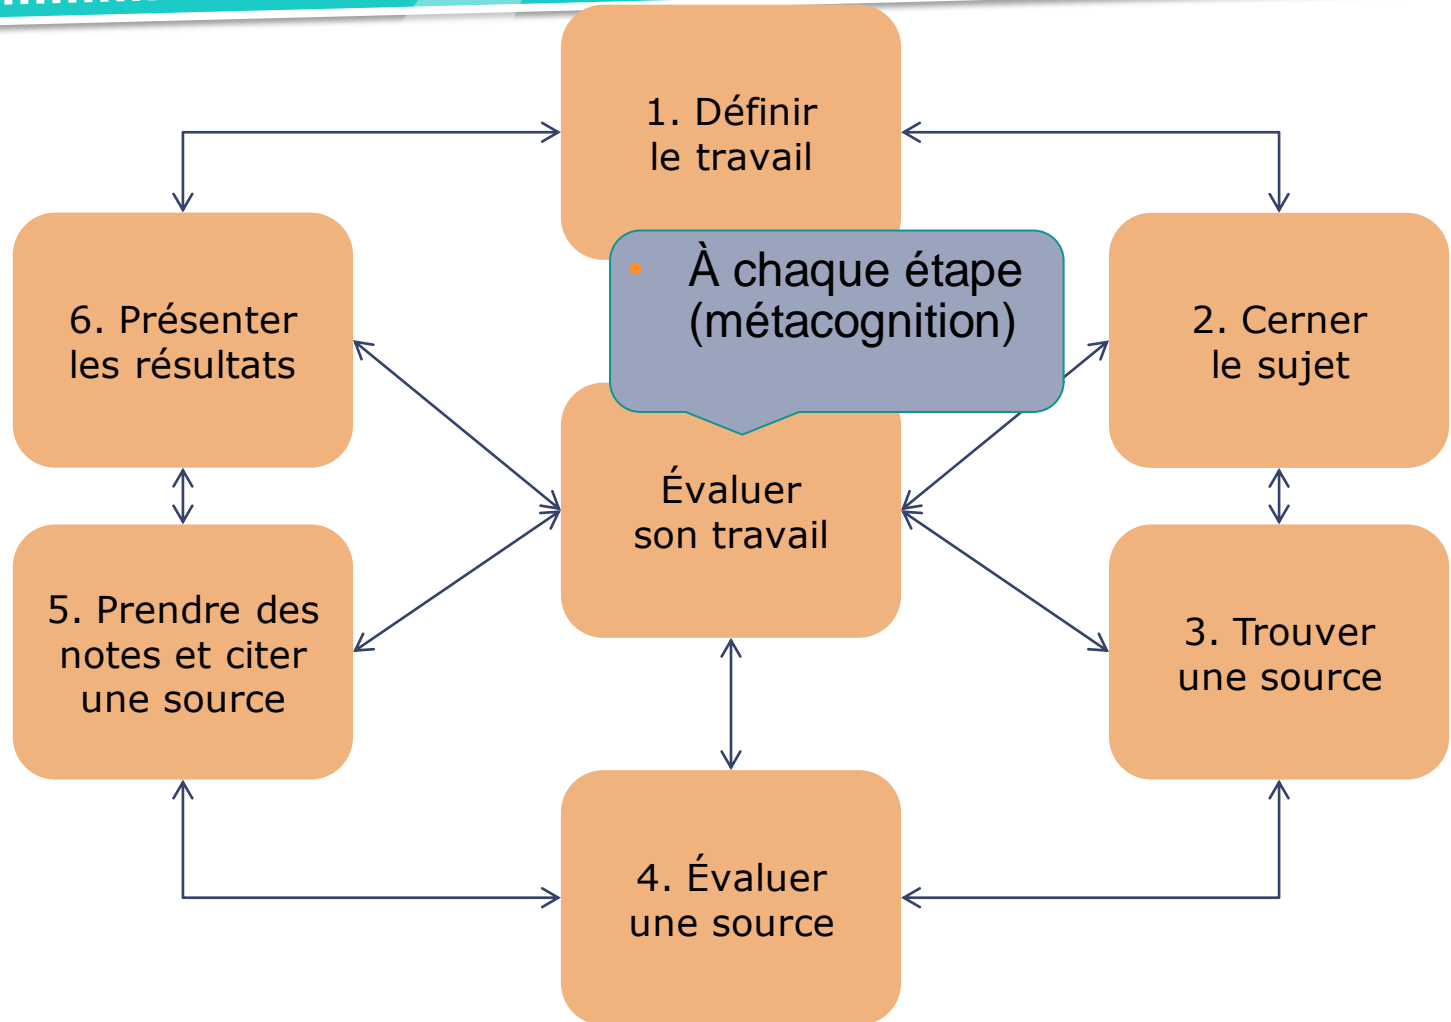 1. Définir
le travail
À chaque étape
(métacognition)
2. Cerner
le sujet
6. Présenter
les résultats
Évaluer
son travail
3. Trouver
une source
5. Prendre des
notes et citer
une source
4. Évaluer
une source